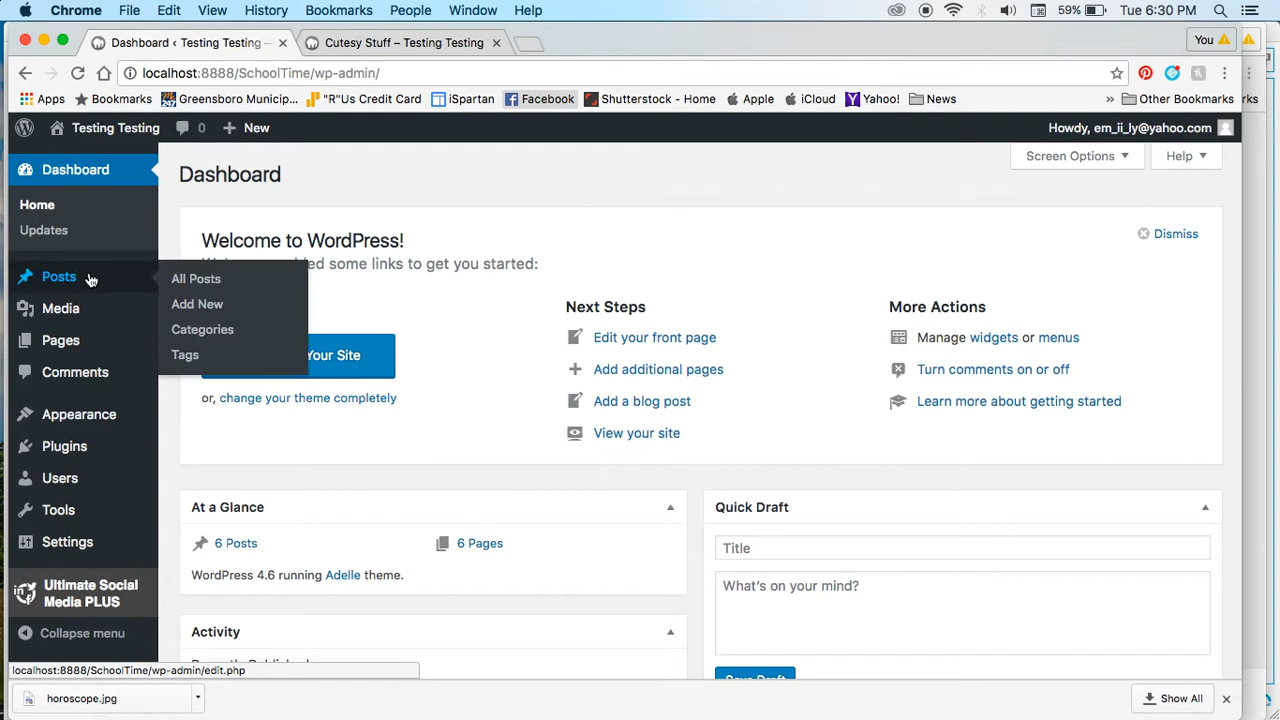 Chrome File Edit View History Bookmarks People Window Help 59% Tue 6:30 PM
Dashboard ‹ Testing Testing — Cutesy Stuff – Testing Testing You
localhost:8888/SchoolTime/wp-admin/
Apps Bookmarks Greensboro Municip... "R"Us Credit Card iSpartan Facebook Shutterstock - Home Apple iCloud Yahoo! News » Other Bookmarks rks
Testing Testing 0 + New Howdy, em_ii_ly@yahoo.com
Dashboard
Home
Updates
Posts
Media
Pages
Comments
Appearance
Plugins
Users
Tools
Settings
Ultimate Social
Media PLUS
Collapse menu
All Posts
Add New
Categories
Tags
Screen Options Help
Dashboard
Welcome to WordPress!
some links to get you started:
Dismiss
Your Site
or, change your theme completely
Next Steps
Edit your front page
Add additional pages
Add a blog post
View your site
More Actions
Manage widgets or menus
Turn comments on or off
Learn more about getting started
At a Glance
6 Posts 6 Pages
WordPress 4.6 running Adelle theme.
Activity
Quick Draft
Title
What's on your mind?
Save Draft
localhost:8888/SchoolTime/wp-admin/edit.php
horoscope.jpg Show All